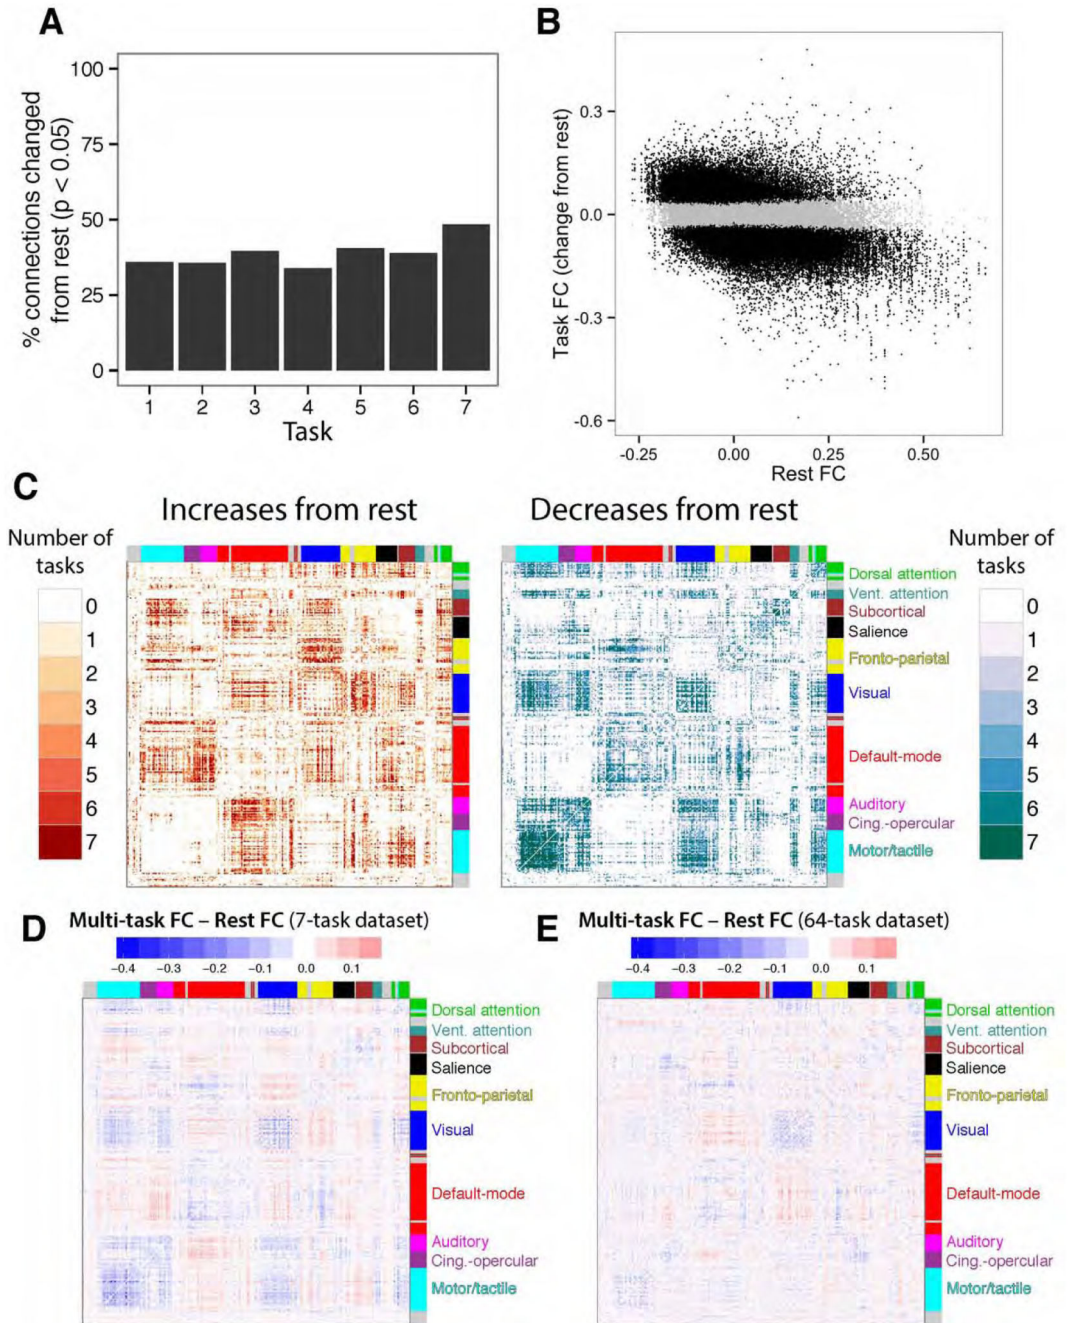 A
% connections changed
from rest (p < 0.05)
100
75
50
25
0
1 2 3 4 5 6 7
Task
B
Task FC (change from rest)
0.3
0.0
-0.3
-0.6
-0.25 0.00 0.25 0.50
Rest FC
C
Increases from rest
Decreases from rest
Number of
tasks
0
1
2
3
4
5
6
7
Dorsal attention
Vent. attention
Subcortical
Salience
Fronto-parietal
Visual
Default-mode
Auditory
Cing.-opercular
Motor/tactile
Number of
tasks
0
1
2
3
4
5
6
7
D
Multi-task FC – Rest FC (7-task dataset)
−0.4 −0.3 −0.2 −0.1 0.0 0.1
Dorsal attention
Vent. attention
Subcortical
Salience
Fronto-parietal
Visual
Default-mode
Auditory
Cing.-opercular
Motor/tactile
E
Multi-task FC – Rest FC (64-task dataset)
−0.4 −0.3 −0.2 −0.1 0.0 0.1
Dorsal attention
Vent. attention
Subcortical
Salience
Fronto-parietal
Visual
Default-mode
Auditory
Cing.-opercular
Motor/tactile